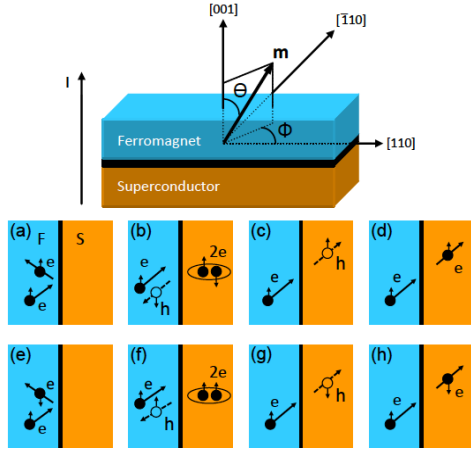 [001]
[1̄10]
m
I
Θ
Φ
Ferromagnet
[110]
Superconductor
(a) F S e e
(b) e h 2e
(c) e h
(d) e e
(e) e e
(f) e h 2e
(g) e h
(h) e e